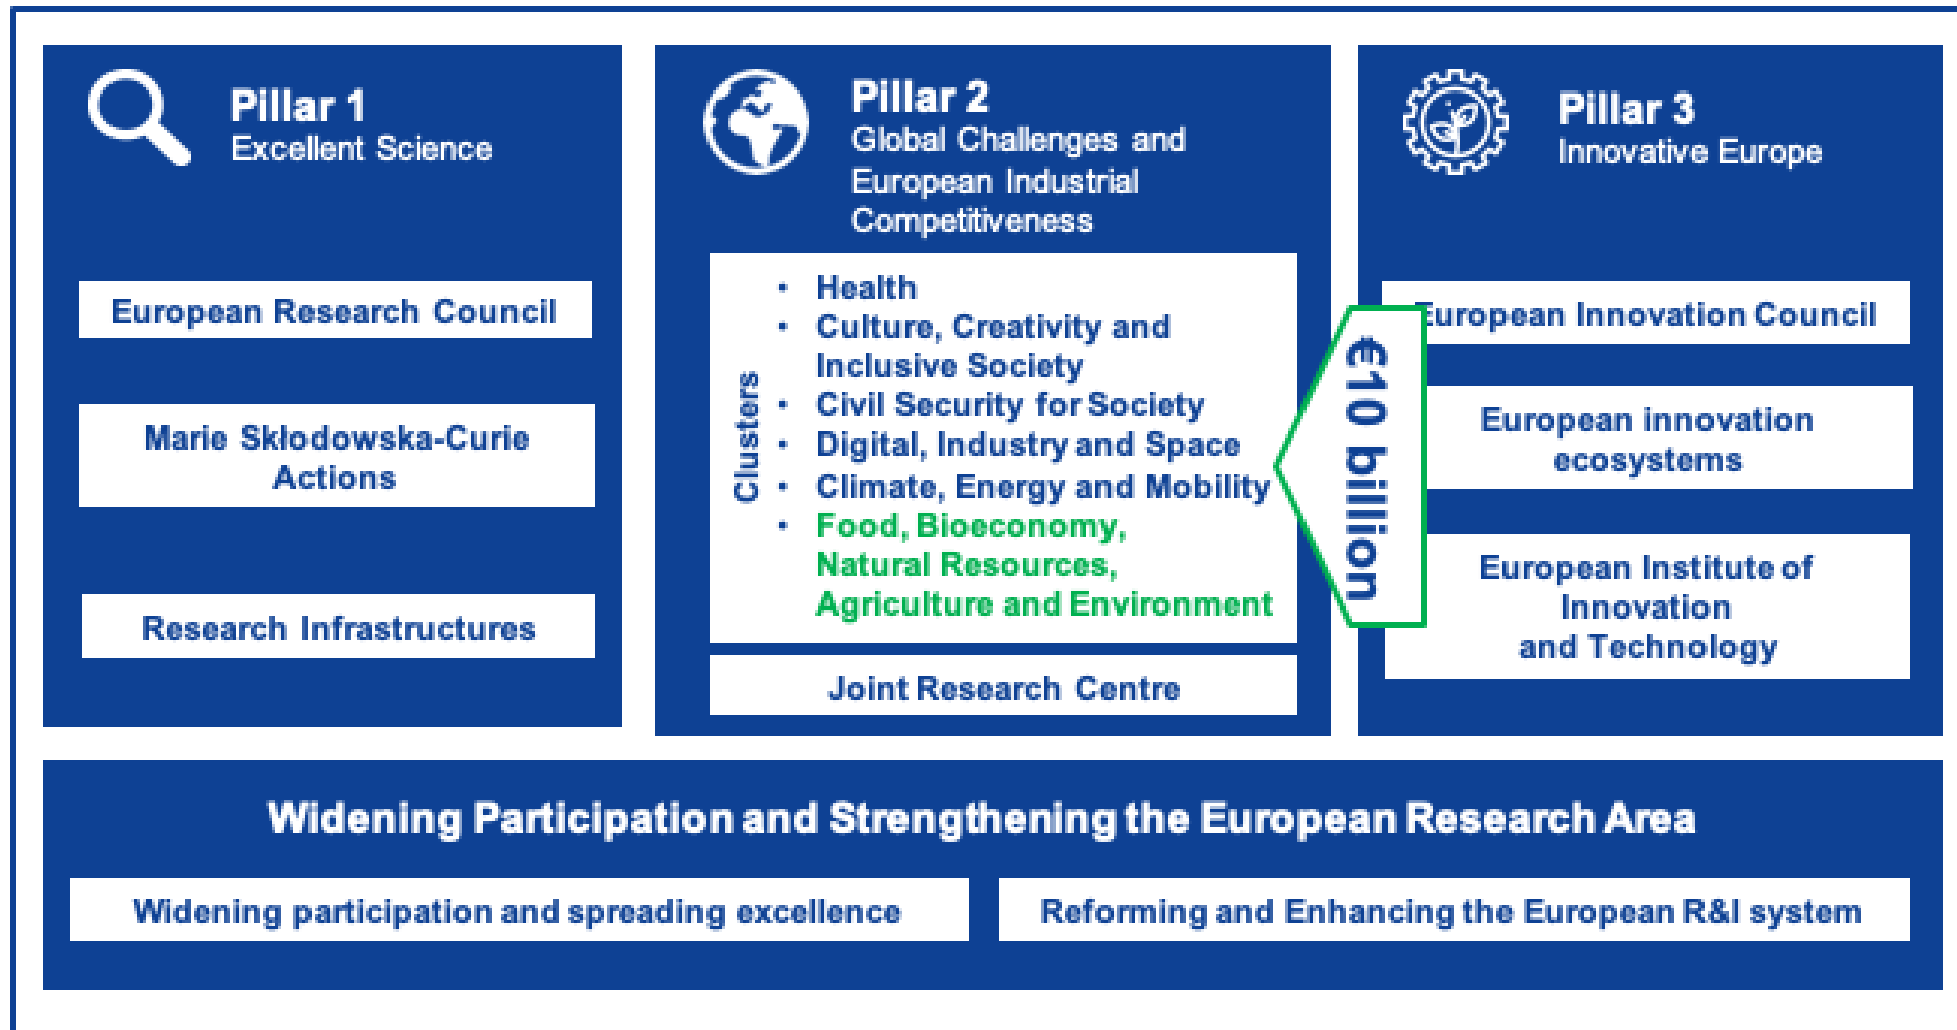 Pillar 1
Excellent Science
European Research Council
Marie Skłodowska-Curie
Actions
Research Infrastructures
Pillar 2
Global Challenges and
European Industrial
Competitiveness
Clusters
• Health
• Culture, Creativity and
Inclusive Society
• Civil Security for Society
• Digital, Industry and Space
• Climate, Energy and Mobility
• Food, Bioeconomy,
Natural Resources,
Agriculture and Environment
Joint Research Centre
€10 billion
Pillar 3
Innovative Europe
European Innovation Council
European innovation
ecosystems
European Institute of
Innovation
and Technology
Widening Participation and Strengthening the European Research Area
Widening participation and spreading excellence
Reforming and Enhancing the European R&I system